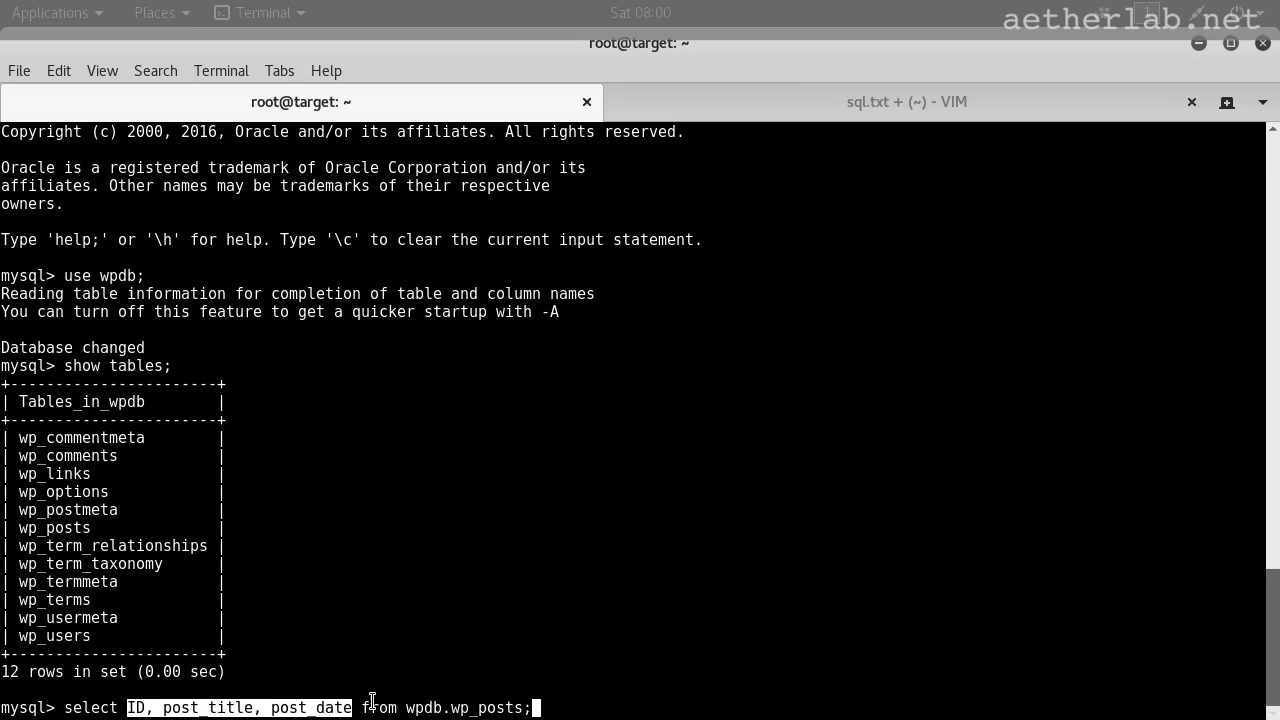 Applications Places Terminal Sat 08:00 aetherlab.net
root@target: ~
File Edit View Search Terminal Tabs Help
root@target: ~ × sql.txt + (~) - VIM ×
Copyright (c) 2000, 2016, Oracle and/or its affiliates. All rights reserved.
Oracle is a registered trademark of Oracle Corporation and/or its
affiliates. Other names may be trademarks of their respective
owners.
Type 'help;' or '\h' for help. Type '\c' to clear the current input statement.
mysql> use wpdb;
Reading table information for completion of table and column names
You can turn off this feature to get a quicker startup with -A
Database changed
mysql> show tables;
+-----------------------+
| Tables_in_wpdb        |
+-----------------------+
| wp_commentmeta        |
| wp_comments           |
| wp_links              |
| wp_options            |
| wp_postmeta           |
| wp_posts              |
| wp_term_relationships |
| wp_term_taxonomy      |
| wp_termmeta           |
| wp_terms              |
| wp_usermeta           |
| wp_users              |
+-----------------------+
12 rows in set (0.00 sec)
mysql> select ID, post_title, post_date from wpdb.wp_posts;